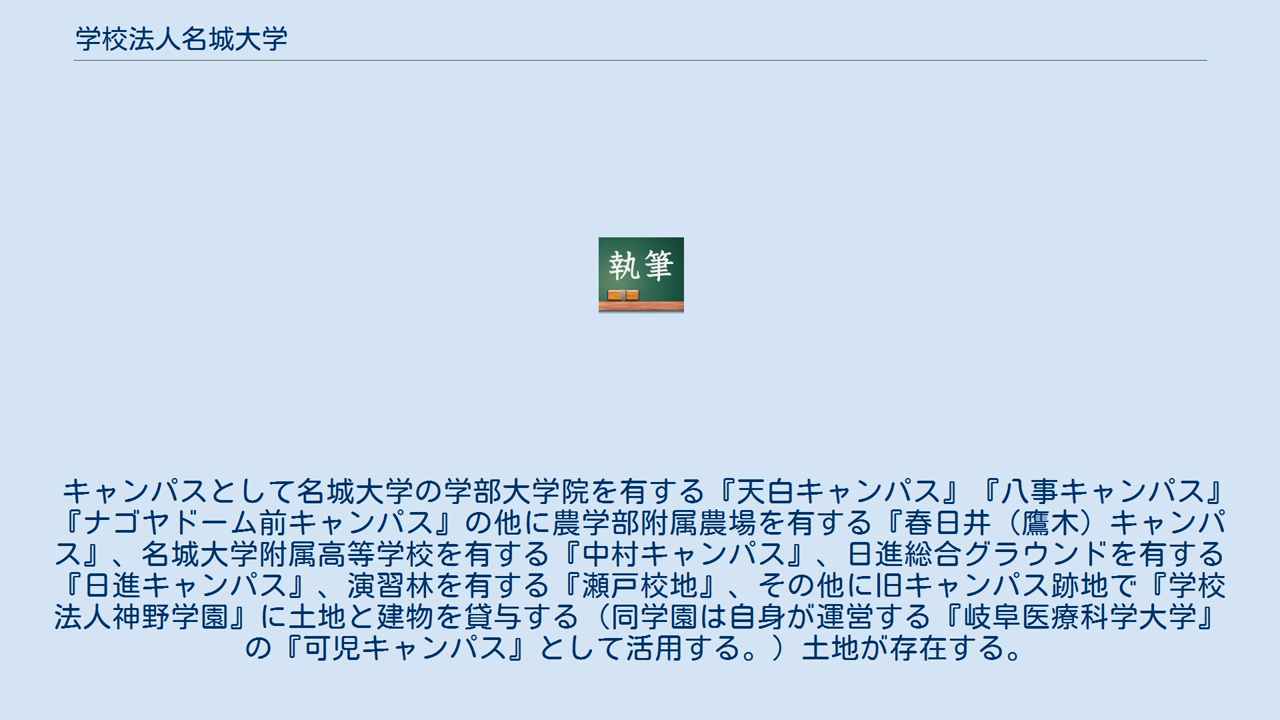 学校法人名城大学
執筆
キャンパスとして名城大学の学部大学院を有する『天白キャンパス』『八事キャンパス』
『ナゴヤドーム前キャンパス』の他に農学部附属農場を有する『春日井（鷹木）キャンパ
ス』、名城大学附属高等学校を有する『中村キャンパス』、日進総合グラウンドを有する
『日進キャンパス』、演習林を有する『瀬戸校地』、その他に旧キャンパス跡地で『学校
法人神野学園』に土地と建物を貸与する（同学園は自身が運営する『岐阜医療科学大学』
の『可児キャンパス』として活用する。）土地が存在する。